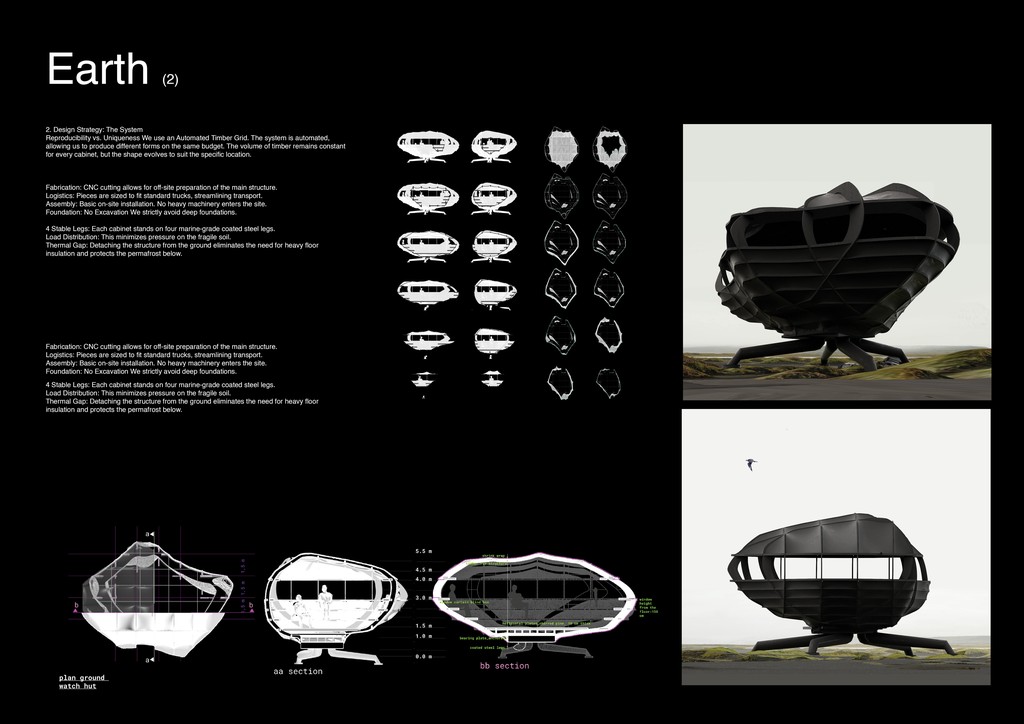 Earth (2)
2. Design Strategy: The System
Reproducibility vs. Uniqueness We use an Automated Timber Grid. The system is automated,
allowing us to produce different forms on the same budget. The volume of timber remains constant
for every cabinet, but the shape evolves to suit the specific location.
Fabrication: CNC cutting allows for off-site preparation of the main structure.
Logistics: Pieces are sized to fit standard trucks, streamlining transport.
Assembly: Basic on-site installation. No heavy machinery enters the site.
Foundation: No Excavation We strictly avoid deep foundations.
4 Stable Legs: Each cabinet stands on four marine-grade coated steel legs.
Load Distribution: This minimizes pressure on the fragile soil.
Thermal Gap: Detaching the structure from the ground eliminates the need for heavy floor
insulation and protects the permafrost below.
Fabrication: CNC cutting allows for off-site preparation of the main structure.
Logistics: Pieces are sized to fit standard trucks, streamlining transport.
Assembly: Basic on-site installation. No heavy machinery enters the site.
Foundation: No Excavation We strictly avoid deep foundations.
4 Stable Legs: Each cabinet stands on four marine-grade coated steel legs.
Load Distribution: This minimizes pressure on the fragile soil.
Thermal Gap: Detaching the structure from the ground eliminates the need for heavy floor
insulation and protects the permafrost below.
a
b
b
a
1.5 m
1.5 m
plan ground
watch hut
aa section
5.5 m
4.5 m
4.0 m
3.0 m
1.5 m
1.0 m
0.0 m
window
height
from the
coated steel legs
bb section